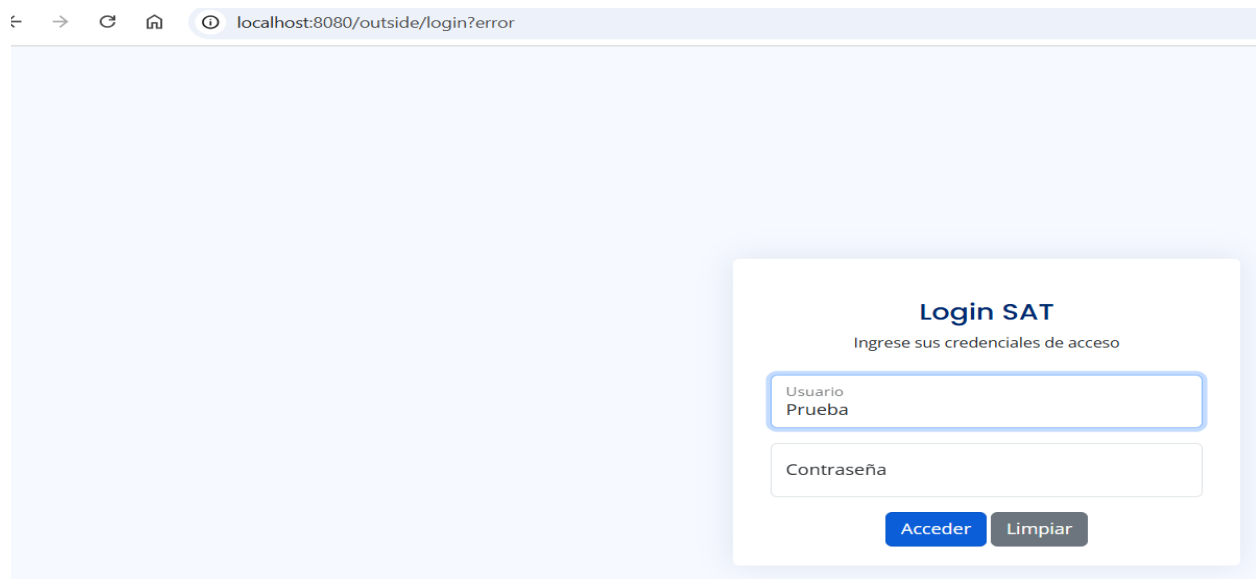 localhost:8080/outside/login?error
Login SAT
Ingrese sus credenciales de acceso
Usuario
Prueba
Contraseña
Acceder Limpiar